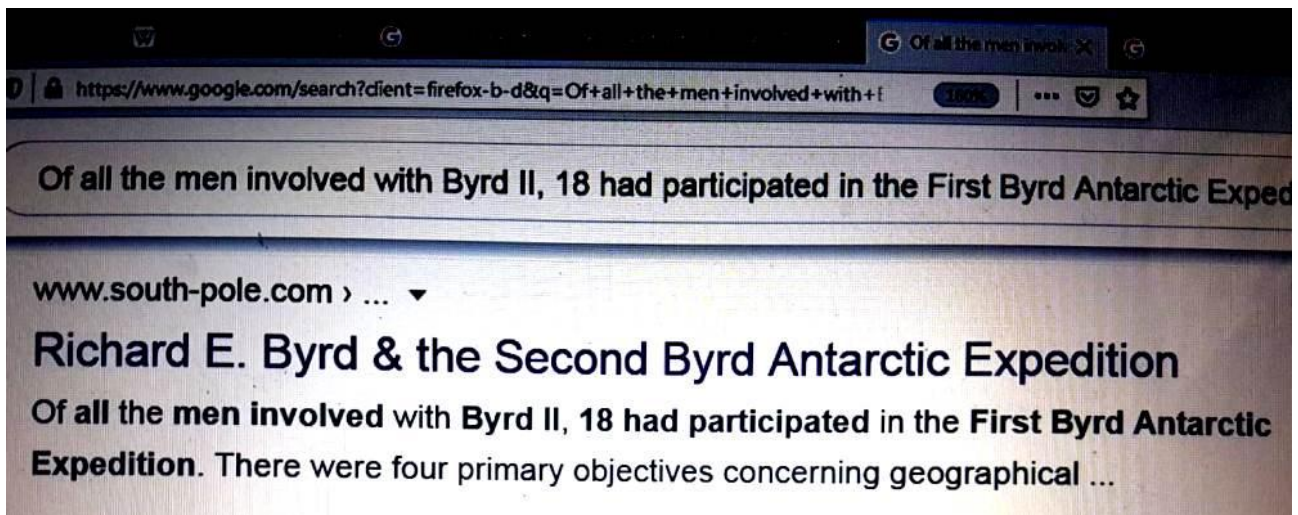 Of all the men invol
https://www.google.com/search?client=firefox-b-d&q=Of+all+the+men+involved+with+E
Of all the men involved with Byrd II, 18 had participated in the First Byrd Antarctic Exped
www.south-pole.com › ...
Richard E. Byrd & the Second Byrd Antarctic Expedition
Of all the men involved with Byrd II, 18 had participated in the First Byrd Antarctic
Expedition. There were four primary objectives concerning geographical ...